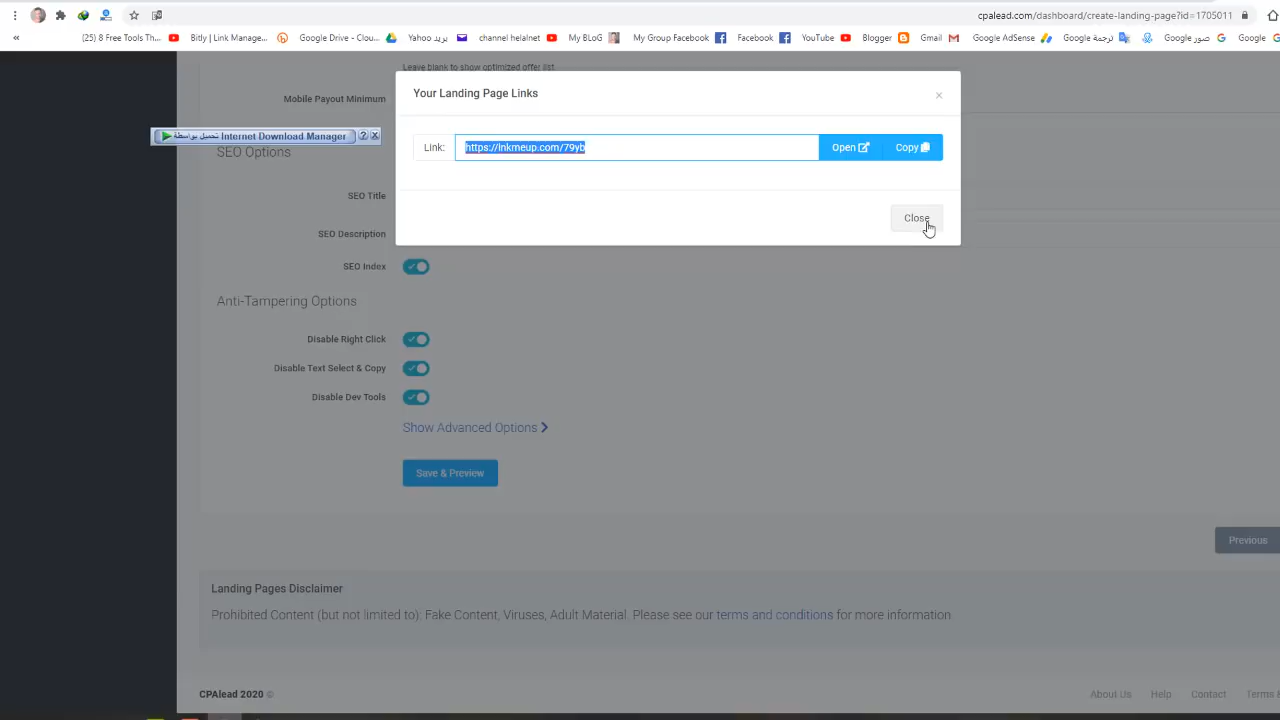 cpalead.com/dashboard/create-landing-page?id=1705011
« (25) 8 Free Tools Th... Bitly | Link Manage... Google Drive - Clou... Yahoo بريد channel helalnet My BLoG My Group Facebook Facebook YouTube Blogger Gmail Google AdSense ترجمة Google صور Google Google
Leave blank to show optimized offer list.
Your Landing Page Links
×
Mobile Payout Minimum
تحميل بواسطة Internet Download Manager ? X
Link: https://inkmeup.com/79yb Open Copy
SEO Options
SEO Title
Close
SEO Description
SEO Index
Anti-Tampering Options
Disable Right Click
Disable Text Select & Copy
Disable Dev Tools
Show Advanced Options
Save & Preview
Previous
Landing Pages Disclaimer
Prohibited Content (but not limited to): Fake Content, Viruses, Adult Material. Please see our terms and conditions for more information.
CPAlead 2020 © About Us Help Contact Terms